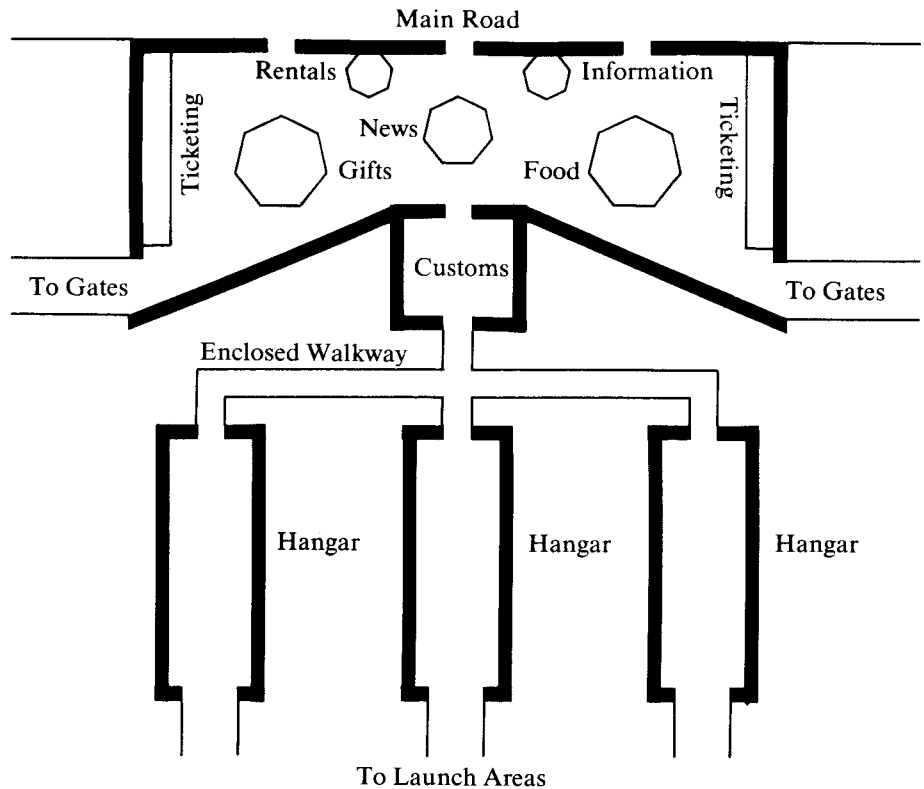 Main Road
Rentals
Information
Ticketing
News
Ticketing
Gifts
Food
Customs
To Gates
To Gates
Enclosed Walkway
Hangar
Hangar
Hangar
To Launch Areas